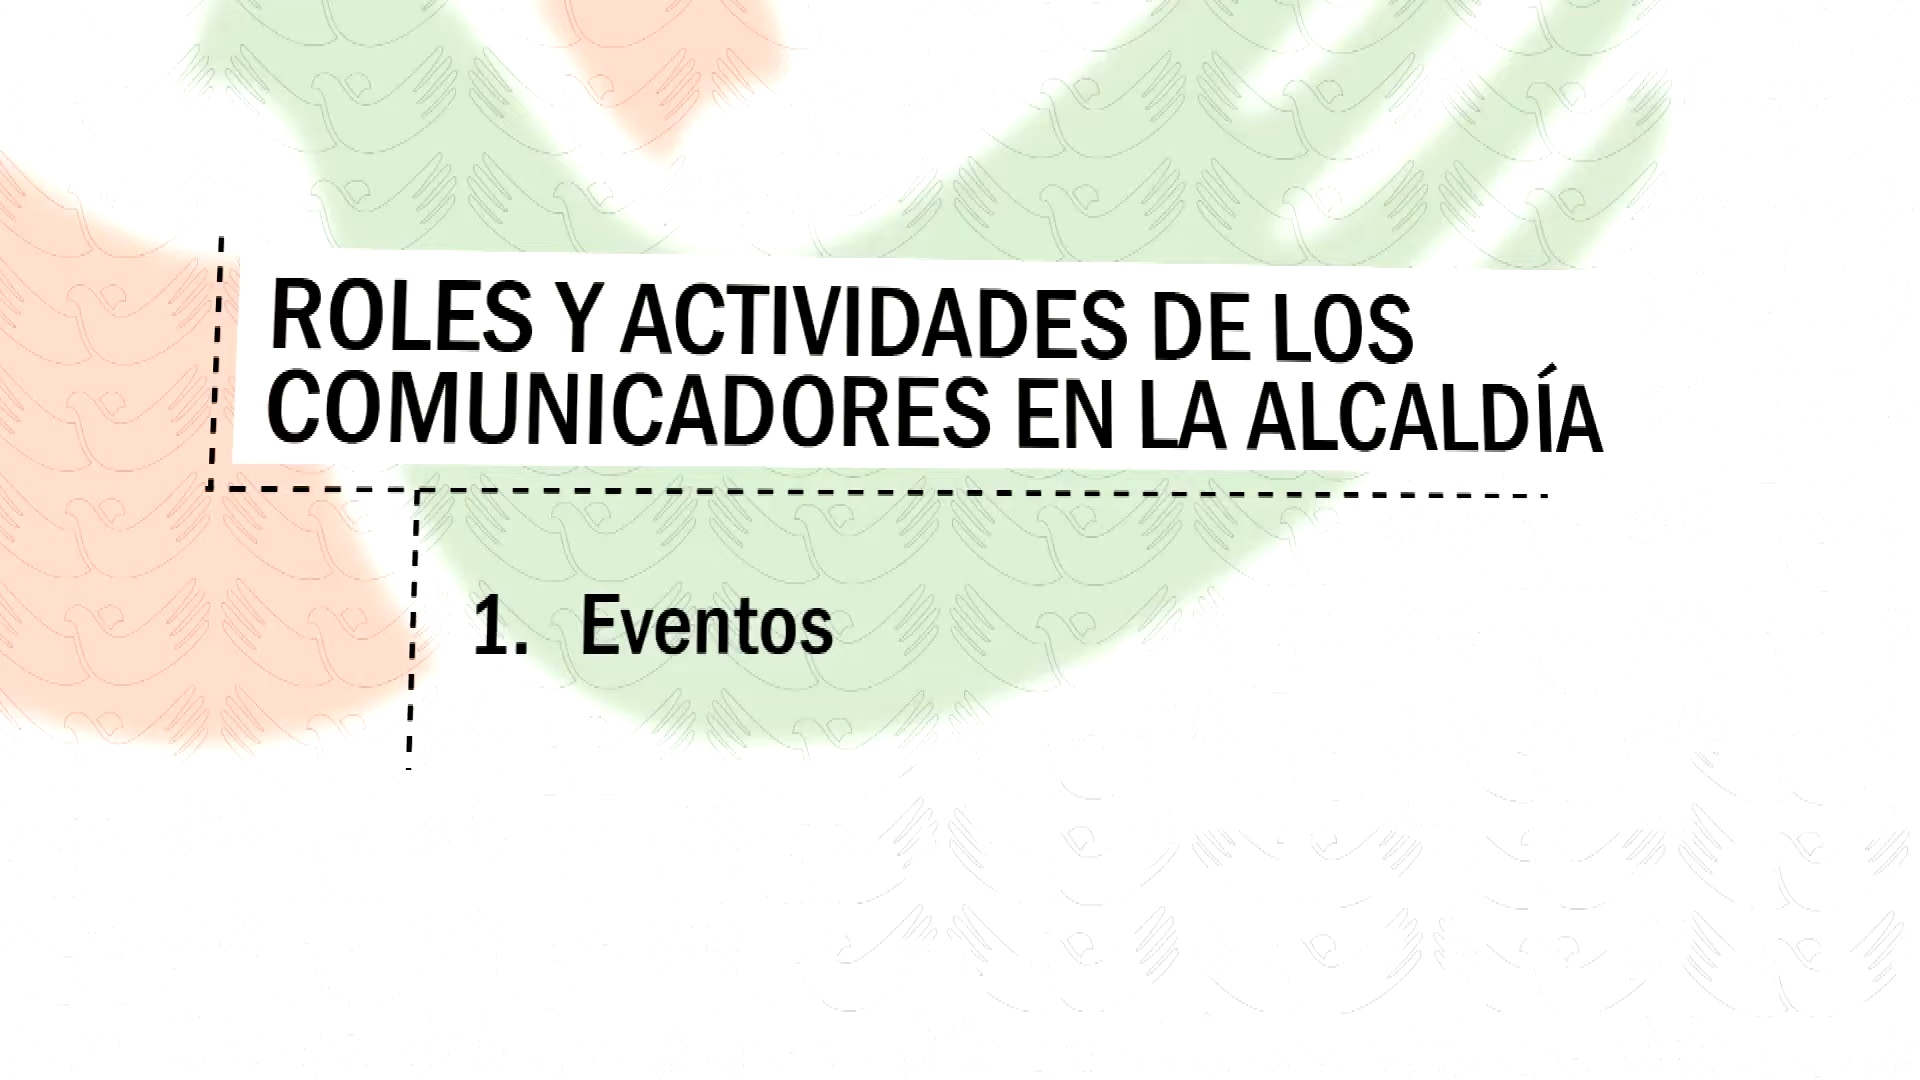 ROLES Y ACTIVIDADES DE LOS
COMUNICADORES EN LA ALCALDÍA
1. Eventos